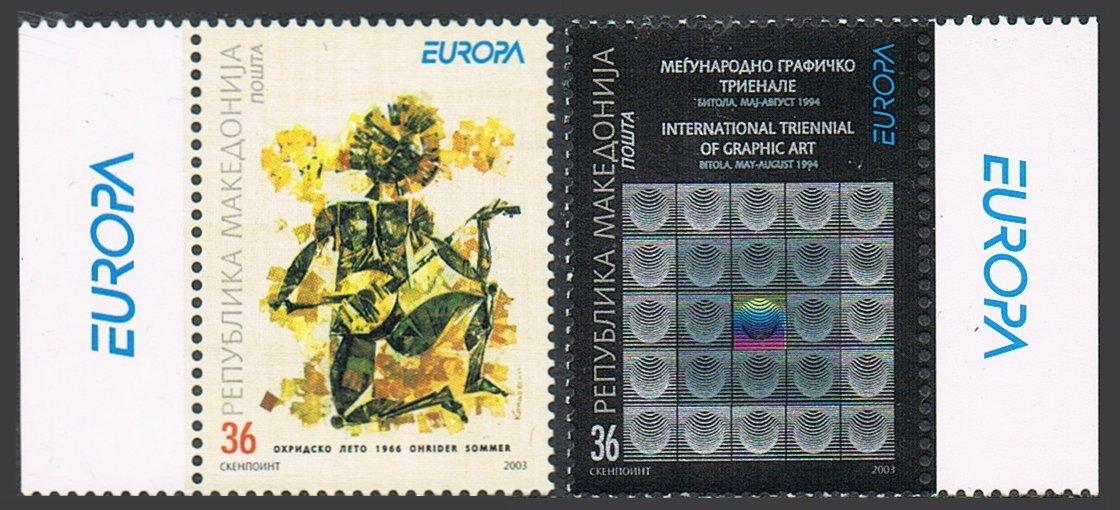 EUROPA
РЕПУБЛИКА МАКЕДОНИЈА
ПОШТА
EUROPA
36
ОХРИДСКО ЛЕТО 1966 OHRIDER SOMMER
СКЕНПОИНТ
2003
РЕПУБЛИКА МАКЕДОНИЈА
ПОШТА
МЕЃУНАРОДНО ГРАФИЧКО
ТРИЕНАЛЕ
БИТОЛА, МАЈ-АВГУСТ 1994
INTERNATIONAL TRIENNIAL
OF GRAPHIC ART
BITOLA, MAY-AUGUST 1994
EUROPA
36
СКЕНПОИНТ
2003
EUROPA